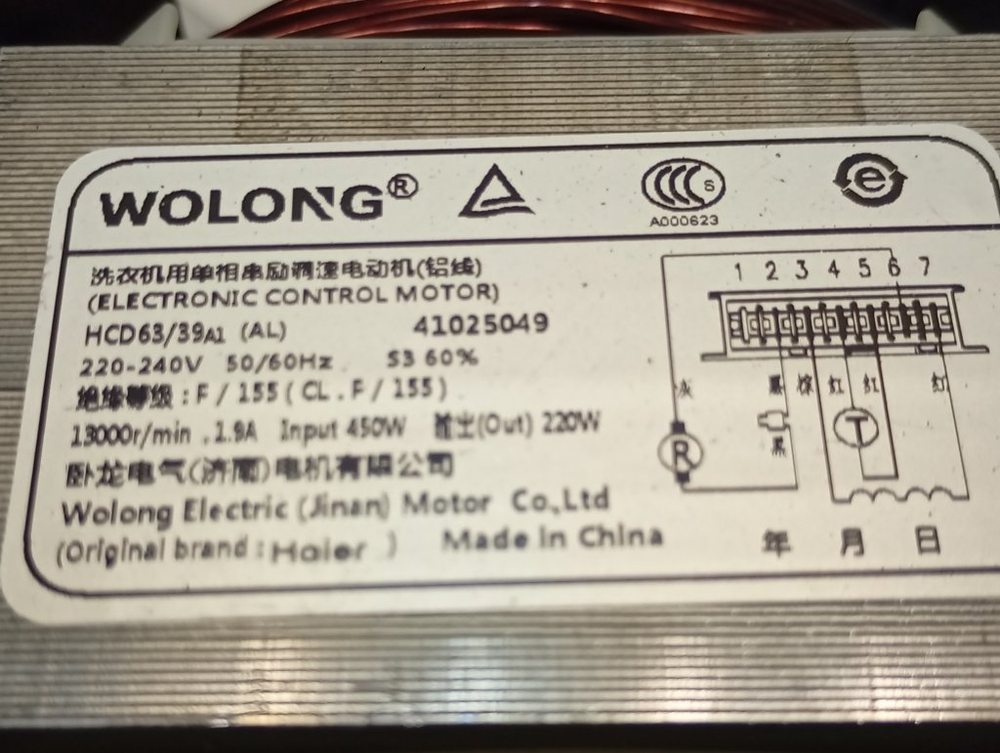 WOLONG®
S
A000623
e
洗衣机用单相串励调速电动机(铝线)
(ELECTRONIC CONTROL MOTOR)
HCD63/39A1 (AL) 41025049
220-240V 50/60Hz S3 60%
绝缘等级：F / 155 ( CL . F / 155 )
13000r/min .1.9A Input 450W 输出(Out) 220W
卧龙电气(济南)电机有限公司
Wolong Electric (Jinan) Motor Co.,Ltd
(Original brand : Haier ) Made in China
1 2 3 4 5 6 7
灰 黑 棕 红 红 红
R T
黑
年 月 日